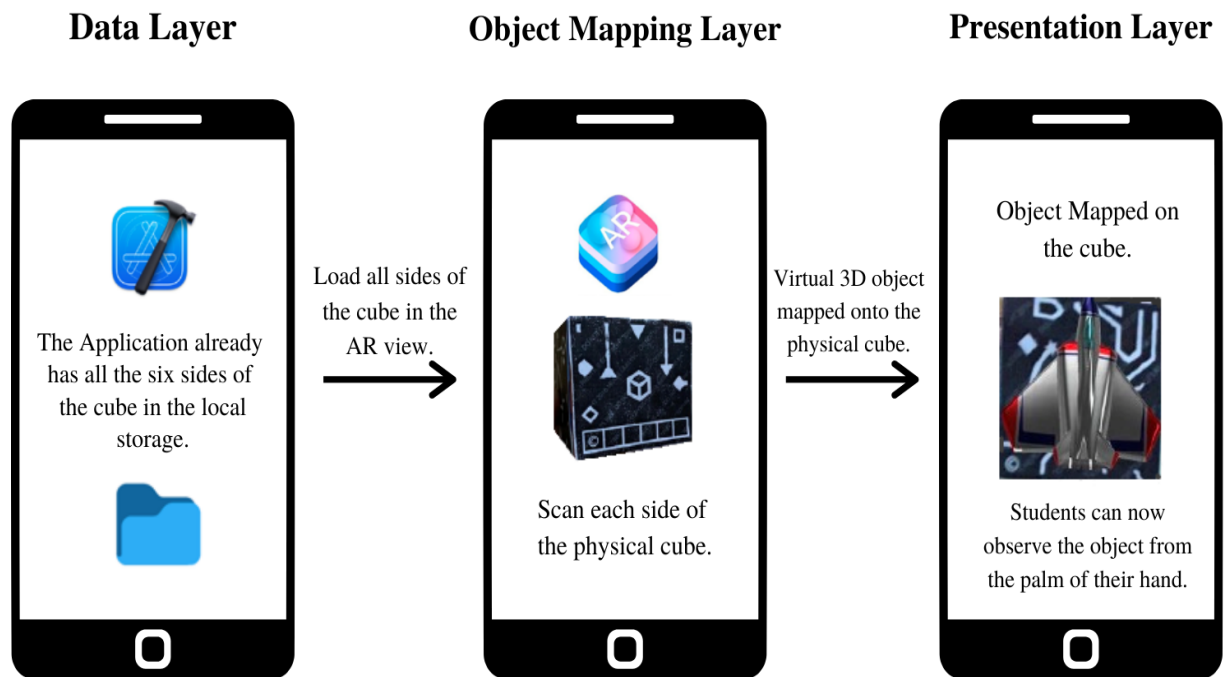 Data Layer
Object Mapping Layer
Presentation Layer
The Application already
has all the six sides of
the cube in the local
storage.
Load all sides of
the cube in the
AR view.
AR
©
Scan each side of
the physical cube.
Virtual 3D object
mapped onto the
physical cube.
Object Mapped on
the cube.
©
Students can now
observe the object from
the palm of their hand.